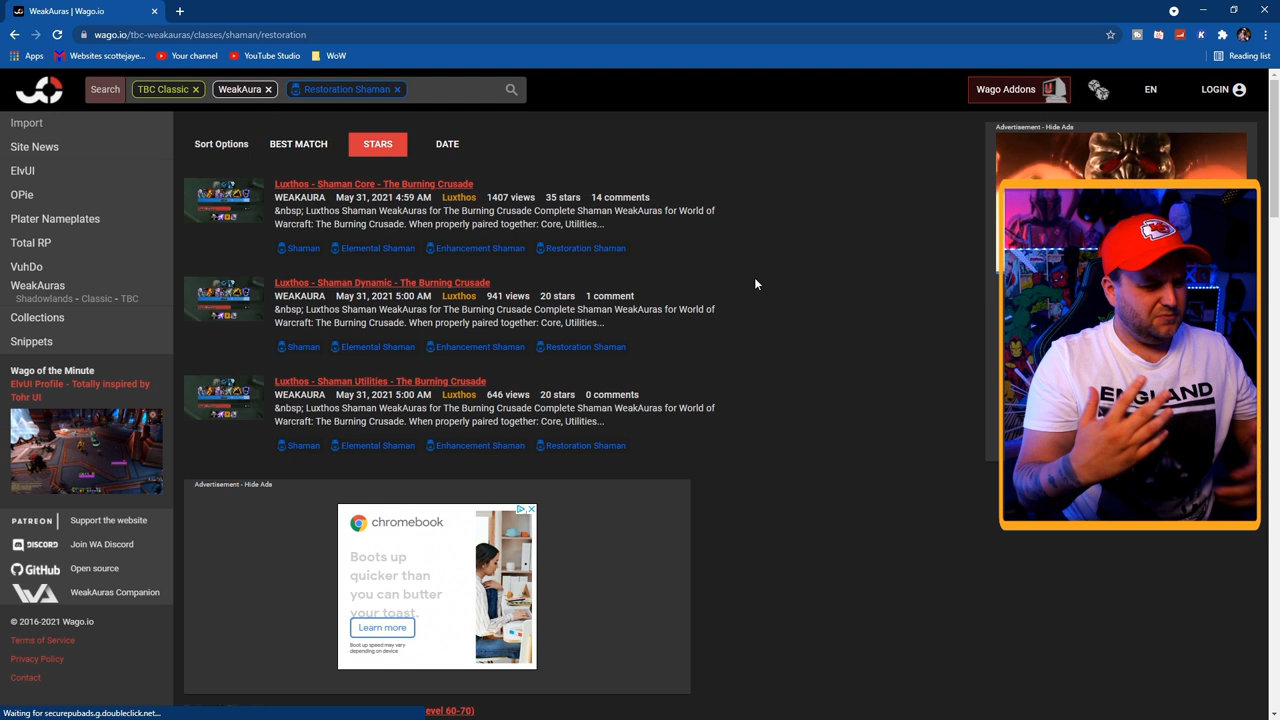 WeakAuras | Wago.io
wago.io/tbc-weakauras/classes/shaman/restoration
Apps
Websites scottejaye...
Your channel
YouTube Studio
WoW
Reading list
Search
TBC Classic ×
WeakAura ×
Restoration Shaman ×
Wago Addons
EN
LOGIN
Import
Site News
ElvUI
OPie
Plater Nameplates
Total RP
VuhDo
WeakAuras
Shadowlands - Classic - TBC
Collections
Snippets
Wago of the Minute
ElvUI Profile - Totally inspired by
Tohr UI
PATREON Support the website
DISCORD Join WA Discord
GitHub Open source
WeakAuras Companion
© 2016-2021 Wago.io
Terms of Service
Privacy Policy
Contact
Waiting for securepubads.g.doubleclick.net...
Sort Options BEST MATCH STARS DATE
Luxthos - Shaman Core - The Burning Crusade
WEAKAURA May 31, 2021 4:59 AM Luxthos 1407 views 35 stars 14 comments
&nbsp; Luxthos Shaman WeakAuras for The Burning Crusade Complete Shaman WeakAuras for World of
Warcraft: The Burning Crusade. When properly paired together: Core, Utilities...
Shaman Elemental Shaman Enhancement Shaman Restoration Shaman
Luxthos - Shaman Dynamic - The Burning Crusade
WEAKAURA May 31, 2021 5:00 AM Luxthos 941 views 20 stars 1 comment
&nbsp; Luxthos Shaman WeakAuras for The Burning Crusade Complete Shaman WeakAuras for World of
Warcraft: The Burning Crusade. When properly paired together: Core, Utilities...
Shaman Elemental Shaman Enhancement Shaman Restoration Shaman
Luxthos - Shaman Utilities - The Burning Crusade
WEAKAURA May 31, 2021 5:00 AM Luxthos 646 views 20 stars 0 comments
&nbsp; Luxthos Shaman WeakAuras for The Burning Crusade Complete Shaman WeakAuras for World of
Warcraft: The Burning Crusade. When properly paired together: Core, Utilities...
Shaman Elemental Shaman Enhancement Shaman Restoration Shaman
Advertisement - Hide Ads
chromebook
Boots up
quicker than
you can butter
your toast.
Learn more
Boot up speed may vary
depending on device
evel 60-70)
Advertisement - Hide Ads
ENGLAND